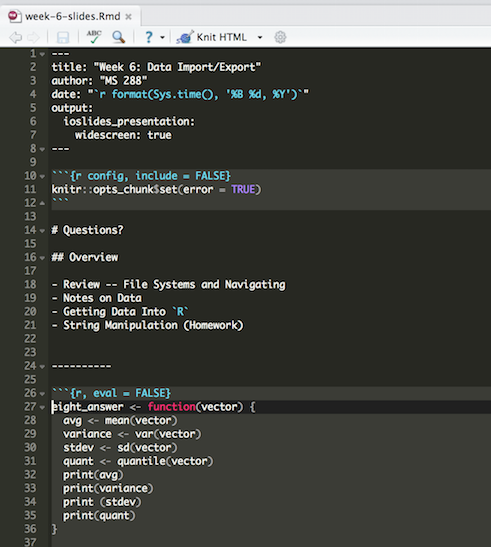 week-6-slides.Rmd
ABC
?
Knit HTML
1 ---
2 title: "Week 6: Data Import/Export"
3 author: "MS 288"
4 date: "`r format(Sys.time(), '%B %d, %Y')`"
5 output:
6   ioslides_presentation:
7     widescreen: true
8 ---
9
10 ```{r config, include = FALSE}
11 knitr::opts_chunk$set(error = TRUE)
12 ```
13
14 # Questions?
15
16 ## Overview
17
18 - Review -- File Systems and Navigating
19 - Notes on Data
20 - Getting Data Into `R`
21 - String Manipulation (Homework)
22
23
24 ----------
25
26 ```{r, eval = FALSE}
27 eight_answer <- function(vector) {
28   avg <- mean(vector)
29   variance <- var(vector)
30   stdev <- sd(vector)
31   quant <- quantile(vector)
32   print(avg)
33   print(variance)
34   print (stdev)
35   print(quant)
36 }
37